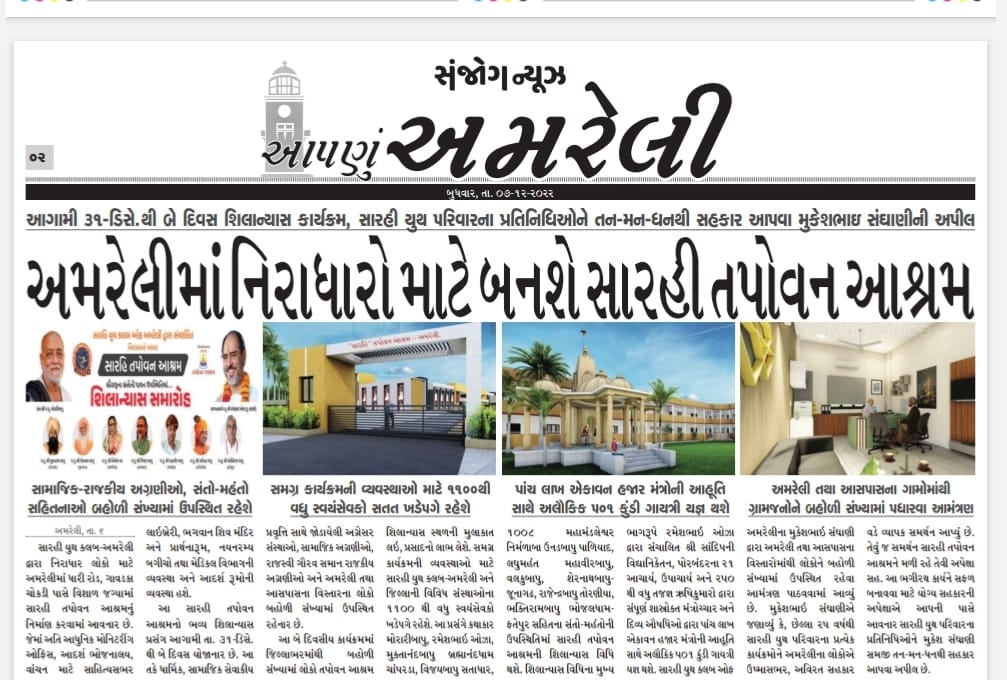 સંજોગ ન્યૂઝ
આપણું અમરેલી
૦૨
બુધવાર, તા. ૦૭-૧૨-૨૦૨૨
આગામી ૩૧-ડિસે.થી બે દિવસ શિલાન્યાસ કાર્યક્રમ, સારહી યુથ પરિવારના પ્રતિનિધિઓને તન-મન-ધનથી સહકાર આપવા મુકેશભાઇ સંઘાણીની અપીલ
અમરેલીમાં નિરાધારો માટે બનશે સારહી તપોવન આશ્રમ
સારહિ યુથ ક્લબ ઓફ અમરેલી દ્વારા સંચાલિત
સારહિ તપોવન આશ્રમ
શિલાન્યાસ સમારોહ
"સારહિ" તપોવન આશ્રમ - અમરેલી.
સામાજિક-રાજકીય અગ્રણીઓ, સંતો-મહંતો
સહિતનાઓ બહોળી સંખ્યામાં ઉપસ્થિત રહેશે
અમરેલી, તા. ૬
સારહી યુથ કલબ-અમરેલી
દ્વારા નિરાધાર લોકો માટે
અમરેલીમાં પારી રોડ, ગાવડકા
ચોકડી પાસે વિશાળ જગ્યામાં
સારહી તપોવન આશ્રમનું
નિર્માણ કરવામાં આવનાર છે.
જેમાં અતિ આધુનિક મોનિટરીંગ
ઓફિસ, આદર્શ ભોજનાલય,
વાંચન માટે સાહિત્યસભર
લાઇબ્રેરી, ભગવાન શિવ મંદિર
અને પ્રાર્થનારૂમ, નયનરમ્ય
બગીચો તથા મેડિકલ વિભાગની
વ્યવસ્થા અને આદર્શ રૂમોની
વ્યવસ્થા હશે.
આ સારહી તપોવન
આશ્રમનો ભવ્ય શિલાન્યાસ
પ્રસંગ આગામી તા. ૩૧-ડિસે.
થી બે દિવસ યોજાનાર છે. આ
તકે ધાર્મિક, સામાજિક સેવાકીય
સમગ્ર કાર્યક્રમની વ્યવસ્થાઓ માટે ૧૧૦૦થી
વધુ સ્વયંસેવકો સતત ખડેપગે રહેશે
પ્રવૃત્તિ સાથે જોડાયેલી અગ્રેસર
સંસ્થાઓ, સામાજિક અગ્રણીઓ,
રાજસ્વી ગૌરવ સમાન રાજકીય
અગ્રણીઓ અને અમરેલી તથા
આસપાસના વિસ્તારના લોકો
બહોળી સંખ્યામાં ઉપસ્થિત
રહેનાર છે.
આ બે દિવસીય કાર્યક્રમમાં
જિલ્લાભરમાંથી બહોળી
સંખ્યામાં લોકો તપોવન આશ્રમ
શિલાન્યાસ સ્થળની મુલાકાત
લઇ, પ્રસાદનો લાભ લેશે. સમગ્ર
કાર્યક્રમની વ્યવસ્થાઓ માટે
સારહી યુથ કલબ-અમરેલી અને
જિલ્લાની વિવિધ સંસ્થાઓના
૧૧૦૦ થી વધુ સ્વયંસેવકો
ખડેપગે રહેશે. આ પ્રસંગે કથાકાર
મોરારીબાપુ, રમેશભાઇ ઓઝા,
મુક્તાનંદબાપુ બ્રહ્માનંદધામ
ચાંપરડા, વિજયબાપુ સતાધાર,
પાંચ લાખ એકાવન હજાર મંત્રોની આહૂતિ
સાથે અલૌકિક ૫૦૧ કુંડી ગાયત્રી યજ્ઞ થશે
૧૦૦૮ મહામંડલેશ્વર
નિર્મળાબા ઉનડબાપુ પાળિયાદ,
લઘુમહંત મહાવીરબાપુ,
વલકુબાપુ, શેરનાથબાપુ-
જૂનાગઢ, રાજેન્દ્રબાપુ તોરણીયા,
ભક્તિરામબાપુ ભોજલધામ-
ફતેપુર સહિતના સંતો-મહંતોની
ઉપસ્થિતિમાં સારહી તપોવન
આશ્રમની શિલાન્યાસ વિધિ
થશે. શિલાન્યાસ વિધિના મુખ્ય
ભાગરૂપે રમેશભાઇ ઓઝા
દ્વારા સંચાલિત શ્રી સાંદિપની
વિદ્યાનિકેતન, પોરબંદરના ૨૧
આચાર્ય, ઉપાચાર્ય અને ૨૫૦
થી વધુ તજજ્ઞ ઋષિકુમારો દ્વારા
સંપૂર્ણ શાસ્ત્રોક્ત મંત્રોચ્ચાર અને
દિવ્ય ઔષધિઓ દ્વારા પાંચ લાખ
એકાવન હજાર મંત્રોની આહૂતિ
સાથે અલૌકિક ૫૦૧ કુંડી ગાયત્રી
યજ્ઞ થશે. સારહી યુથ કલબ ઓફ
અમરેલી તથા આસપાસના ગામોમાંથી
ગ્રામજનોને બહોળી સંખ્યામાં પધારવા આમંત્રણ
અમરેલીના મુકેશભાઇ સંઘાણી
દ્વારા અમરેલી તથા આસપાસના
વિસ્તારોમાંથી લોકોને બહોળી
સંખ્યામાં ઉપસ્થિત રહેવા
આમંત્રણ પાઠવવામાં આવ્યું
છે. મુકેશભાઇ સંઘાણીએ
જણાવ્યું કે, છેલ્લા ૨૫ વર્ષથી
સારહી યુથ પરિવારના પ્રત્યેક
કાર્યક્રમોને અમરેલીના લોકોએ
ઉષ્માસભર, અવિરત સહકાર
વડે વ્યાપક સમર્થન આપ્યું છે.
તેવું જ સમર્થન સારહી તપોવન
આશ્રમને મળી રહે તેવી અપેક્ષા
સહ. આ ભગીરથ કાર્યને સફળ
બનાવવા માટે યોગ્ય સહકારની
અપેક્ષાએ આપની પાસે
આવનાર સારહી યુથ પરિવારના
પ્રતિનિધિઓને મુકેશ સંઘાણી
સમજી તન-મન-ધનથી સહકાર
આપવા અપીલ છે.